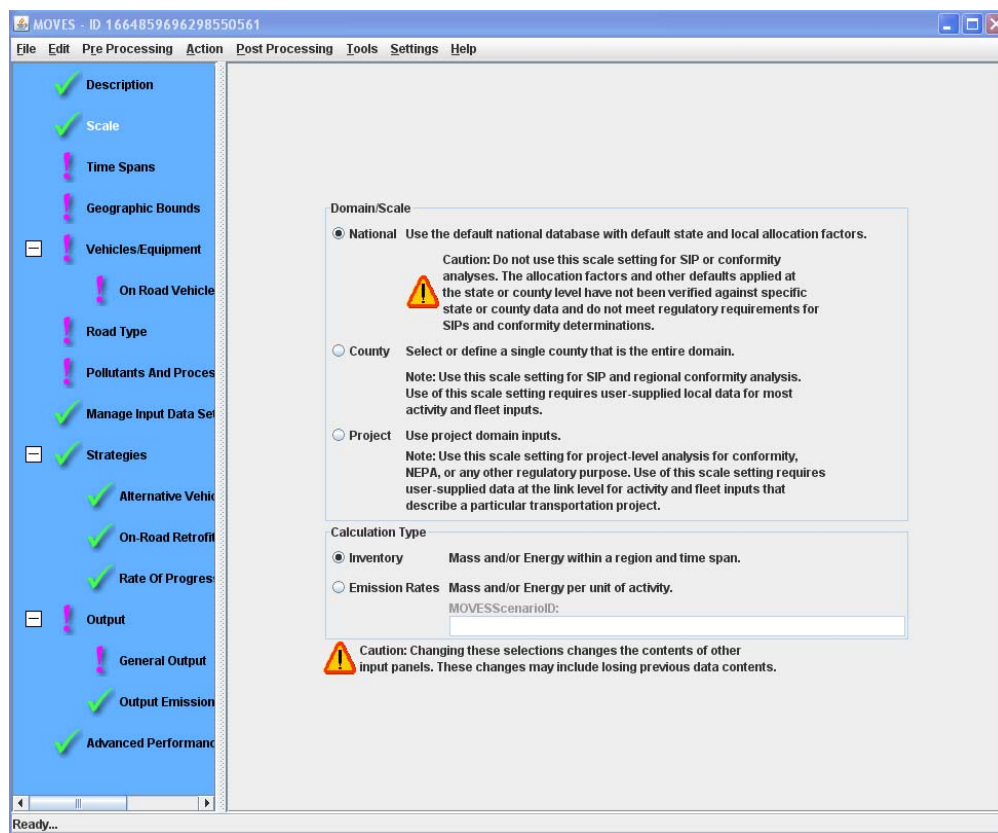 MOVES - ID 1664859696298550561
File Edit Pre Processing Action Post Processing Tools Settings Help
Description
Scale
Time Spans
Geographic Bounds
Vehicles/Equipment
On Road Vehicle
Road Type
Pollutants And Proces
Manage Input Data Set
Strategies
Alternative Vehic
On-Road Retrofit
Rate Of Progres
Output
General Output
Output Emission
Advanced Performanc
Domain/Scale
National Use the default national database with default state and local allocation factors.
Caution: Do not use this scale setting for SIP or conformity
analyses. The allocation factors and other defaults applied at
the state or county level have not been verified against specific
state or county data and do not meet regulatory requirements for
SIPs and conformity determinations.
County Select or define a single county that is the entire domain.
Note: Use this scale setting for SIP and regional conformity analysis.
Use of this scale setting requires user-supplied local data for most
activity and fleet inputs.
Project Use project domain inputs.
Note: Use this scale setting for project-level analysis for conformity,
NEPA, or any other regulatory purpose. Use of this scale setting requires
user-supplied data at the link level for activity and fleet inputs that
describe a particular transportation project.
Calculation Type
Inventory Mass and/or Energy within a region and time span.
Emission Rates Mass and/or Energy per unit of activity.
MOVESScenarioID:
Caution: Changing these selections changes the contents of other
input panels. These changes may include losing previous data contents.
Ready...